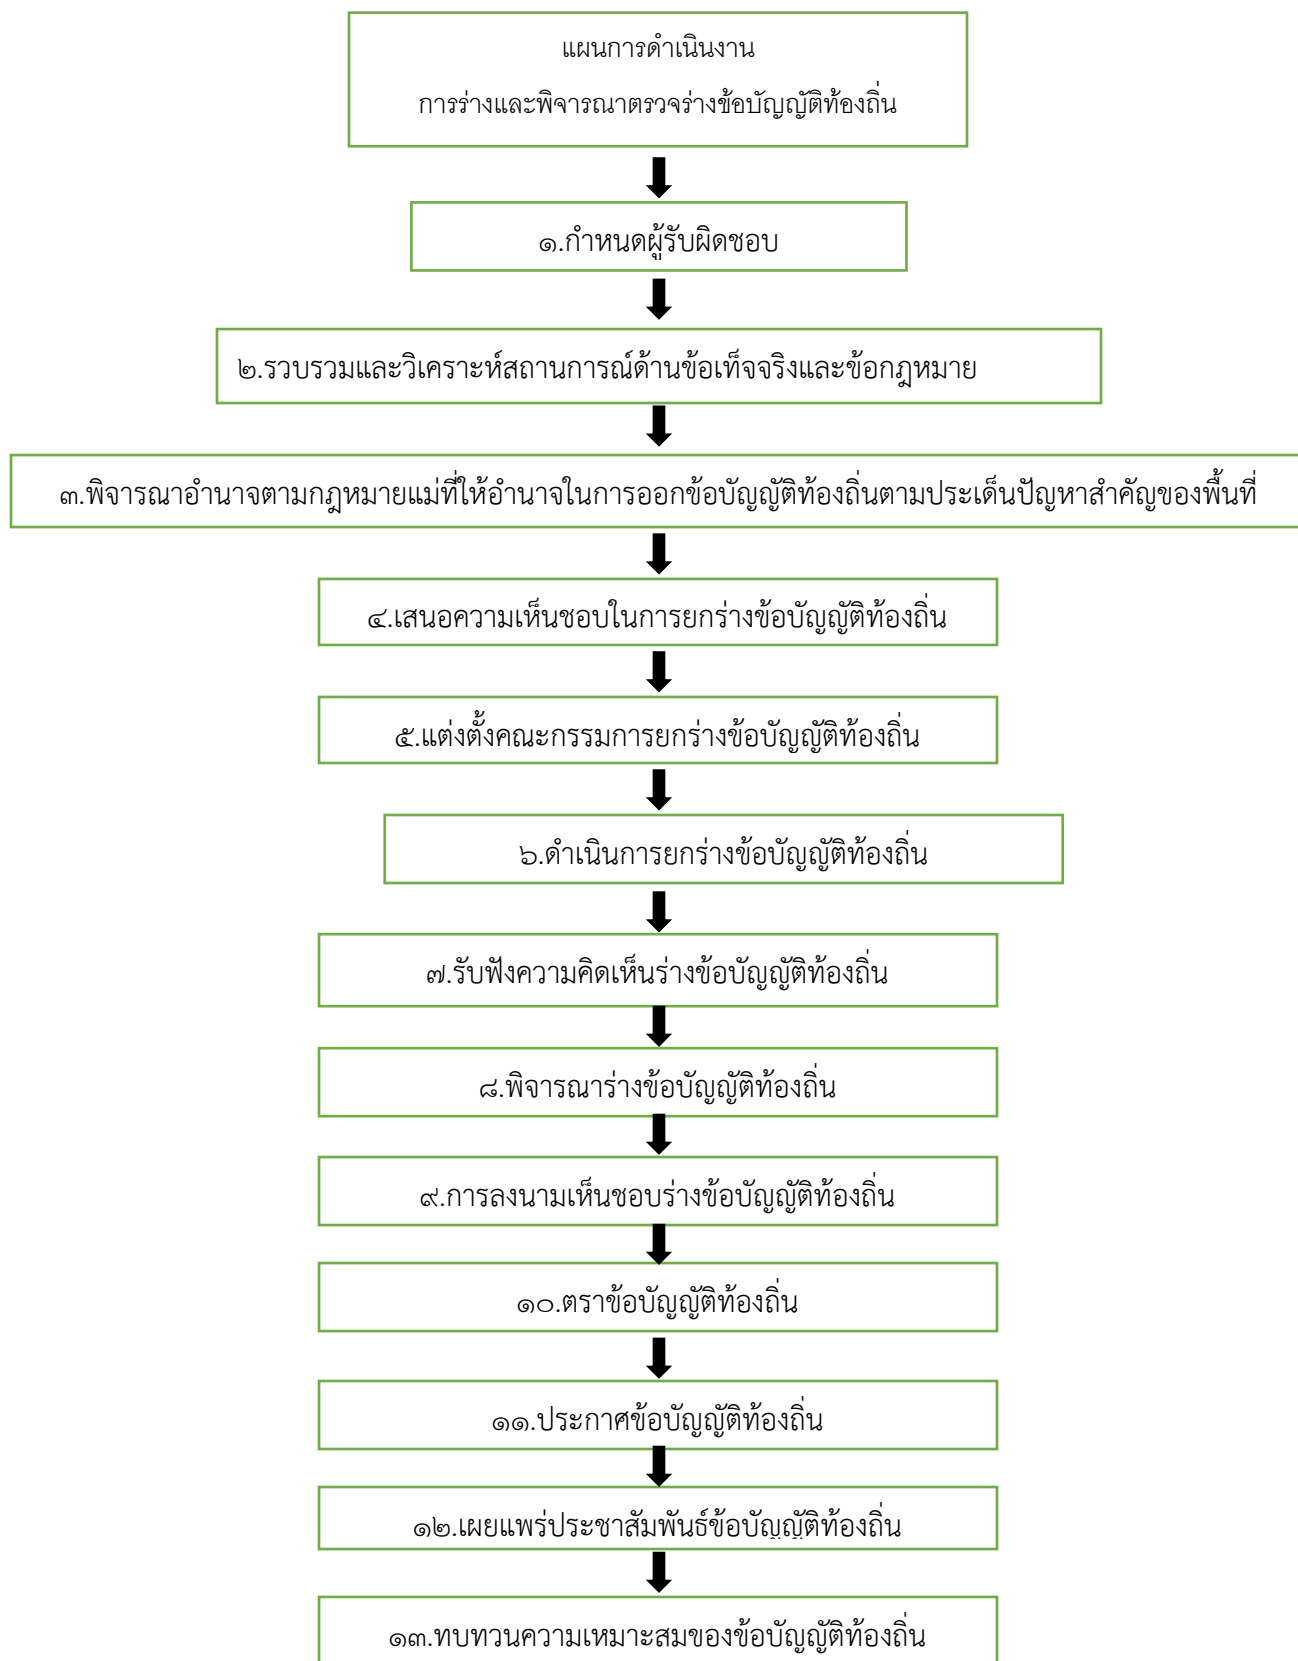 แผนการดำเนินงาน
การร่างและพิจารณาตรวจร่างข้อบัญญัติท้องถิ่น
๑.กำหนดผู้รับผิดชอบ
๒.รวบรวมและวิเคราะห์สถานการณ์ด้านข้อเท็จจริงและข้อกฎหมาย
๓.พิจารณาอำนาจตามกฎหมายแม่ที่ให้อำนาจในการออกข้อบัญญัติท้องถิ่นตามประเด็นปัญหาสำคัญของพื้นที่
๔.เสนอความเห็นชอบในการยกร่างข้อบัญญัติท้องถิ่น
๕.แต่งตั้งคณะกรรมการยกร่างข้อบัญญัติท้องถิ่น
๖.ดำเนินการยกร่างข้อบัญญัติท้องถิ่น
๗.รับฟังความคิดเห็นร่างข้อบัญญัติท้องถิ่น
๘.พิจารณาร่างข้อบัญญัติท้องถิ่น
๙.การลงนามเห็นชอบร่างข้อบัญญัติท้องถิ่น
๑๐.ตราข้อบัญญัติท้องถิ่น
๑๑.ประกาศข้อบัญญัติท้องถิ่น
๑๒.เผยแพร่ประชาสัมพันธ์ข้อบัญญัติท้องถิ่น
๑๓.ทบทวนความเหมาะสมของข้อบัญญัติท้องถิ่น